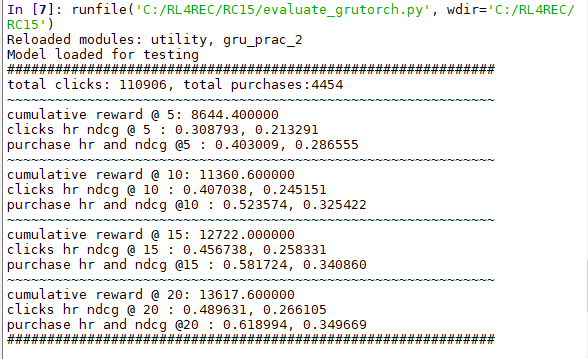 In [7]: runfile('C:/RL4REC/RC15/evaluate_grutorch.py', wdir='C:/RL4REC/
RC15')
Reloaded modules: utility, gru_prac_2
Model loaded for testing
#############################################################
total clicks: 110906, total purchases:4454
~~~~~~~~~~~~~~~~~~~~~~~~~~~~~~~~~~~~~~~~~~~~~~~~~~~~~~~~~~~~~
cumulative reward @ 5: 8644.400000
clicks hr ndcg @ 5 : 0.308793, 0.213291
purchase hr and ndcg @5 : 0.403009, 0.286555
~~~~~~~~~~~~~~~~~~~~~~~~~~~~~~~~~~~~~~~~~~~~~~~~~~~~~~~~~~~~~
cumulative reward @ 10: 11360.600000
clicks hr ndcg @ 10 : 0.407038, 0.245151
purchase hr and ndcg @10 : 0.523574, 0.325422
~~~~~~~~~~~~~~~~~~~~~~~~~~~~~~~~~~~~~~~~~~~~~~~~~~~~~~~~~~~~~
cumulative reward @ 15: 12722.000000
clicks hr ndcg @ 15 : 0.456738, 0.258331
purchase hr and ndcg @15 : 0.581724, 0.340860
~~~~~~~~~~~~~~~~~~~~~~~~~~~~~~~~~~~~~~~~~~~~~~~~~~~~~~~~~~~~~
cumulative reward @ 20: 13617.600000
clicks hr ndcg @ 20 : 0.489631, 0.266105
purchase hr and ndcg @20 : 0.618994, 0.349669
#############################################################